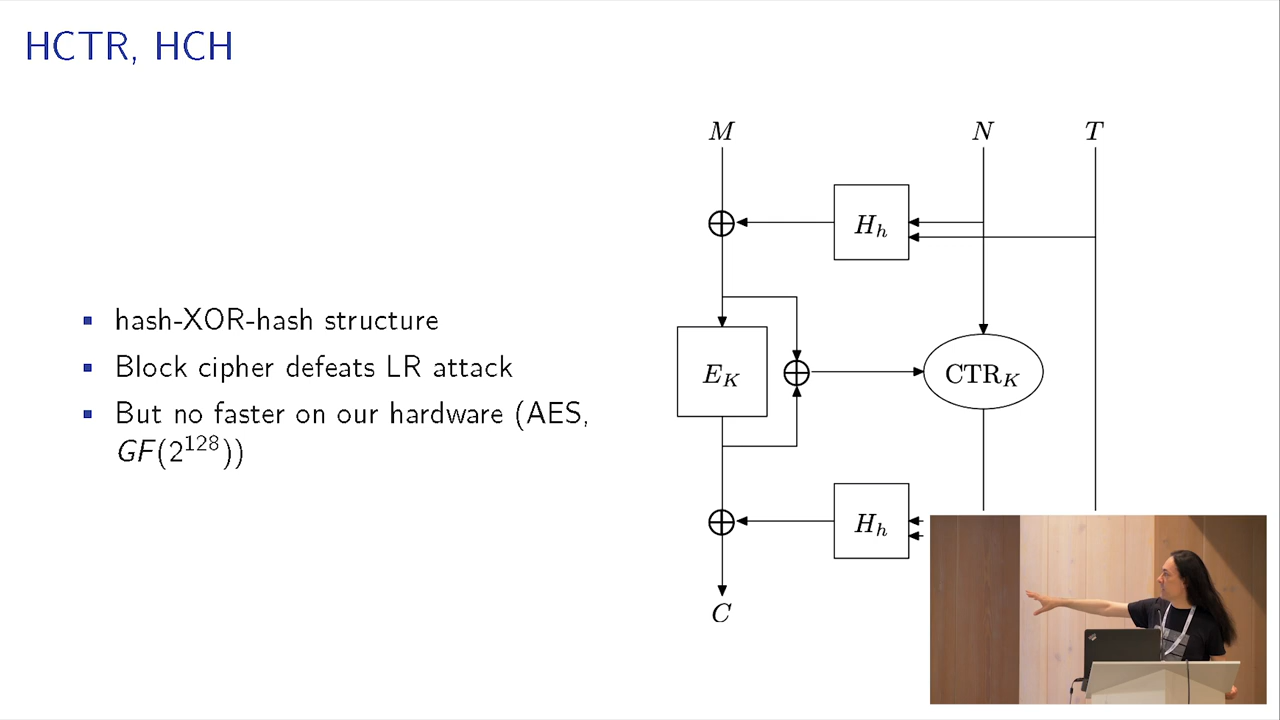 HCTR, HCH
M N T
H_h
E_K
CTR_K
H_h
C
▪ hash-XOR-hash structure
▪ Block cipher defeats LR attack
▪ But no faster on our hardware (AES,
GF(2^128))